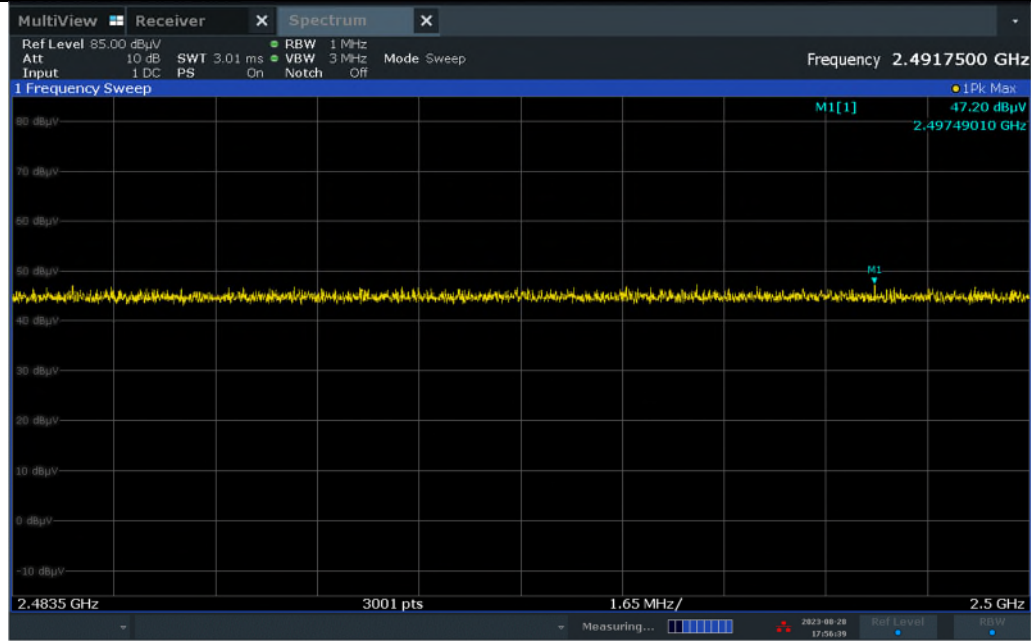 MultiView Receiver X Spectrum X
Ref Level 85.00 dBµV RBW 1 MHz
Att 10 dB SWT 3.01 ms VBW 3 MHz Mode Sweep Frequency 2.4917500 GHz
Input 1 DC PS On Notch Off
1 Frequency Sweep 1Pk Max
M1[1] 47.20 dBµV
2.49749010 GHz
80 dBµV
70 dBµV
60 dBµV
50 dBµV
M1
40 dBµV
30 dBµV
20 dBµV
10 dBµV
0 dBµV
-10 dBµV
2.4835 GHz 3001 pts 1.65 MHz/ 2.5 GHz
Measuring... 2023-08-28 Ref Level RBW
17:56:39